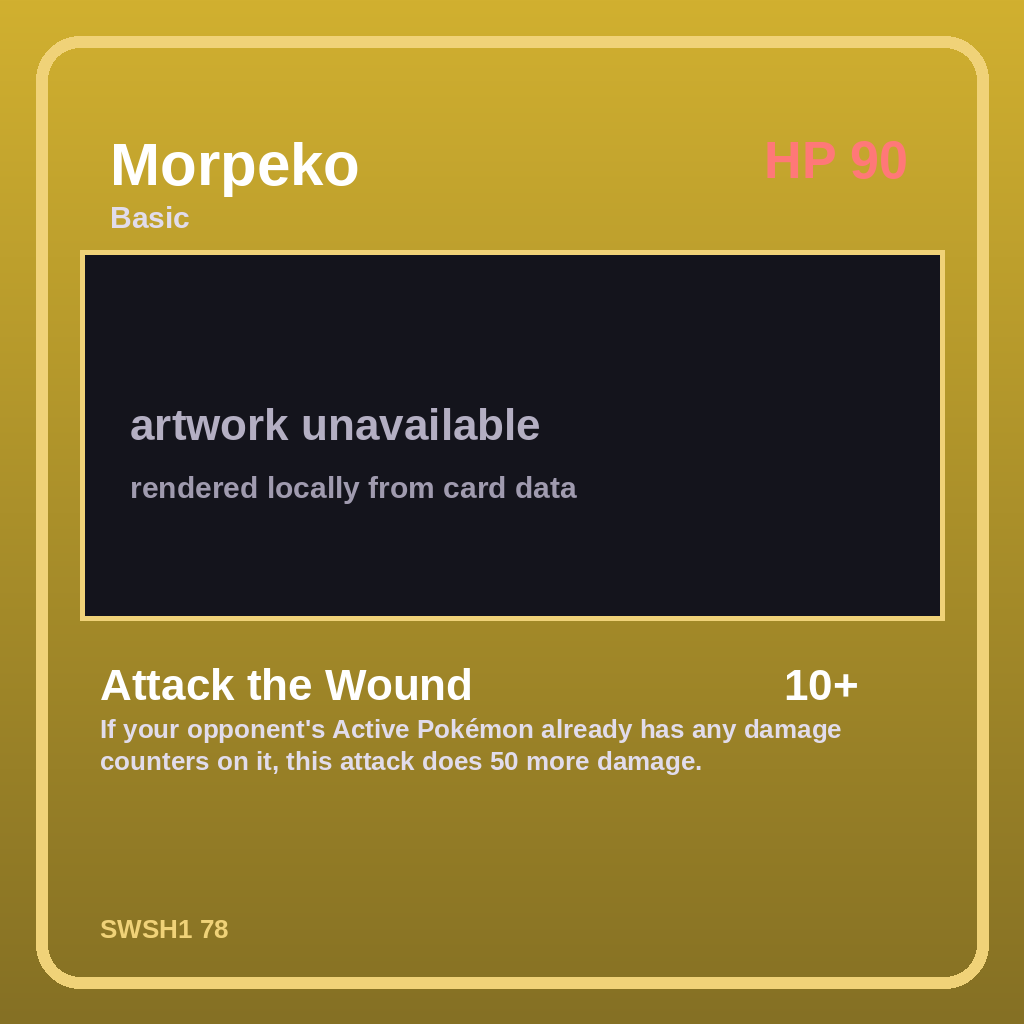 Morpeko
HP 90
Basic
artwork unavailable
rendered locally from card data
Attack the Wound
10+
If your opponent's Active Pokémon already has any damage
counters on it, this attack does 50 more damage.
SWSH1 78